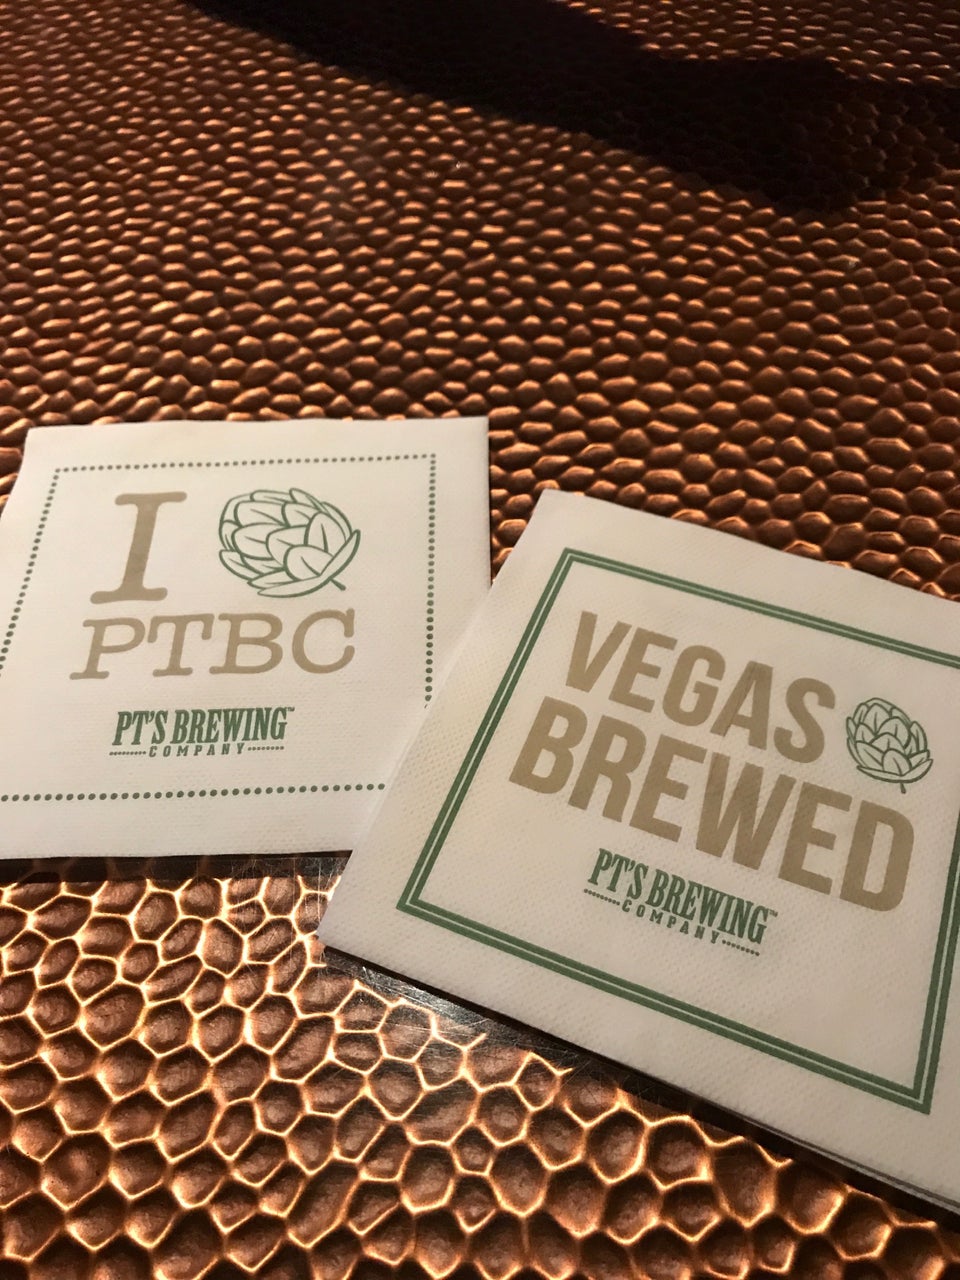 I
PTBC
PT'S BREWING™
COMPANY
VEGAS
BREWED
PT'S BREWING™
COMPANY